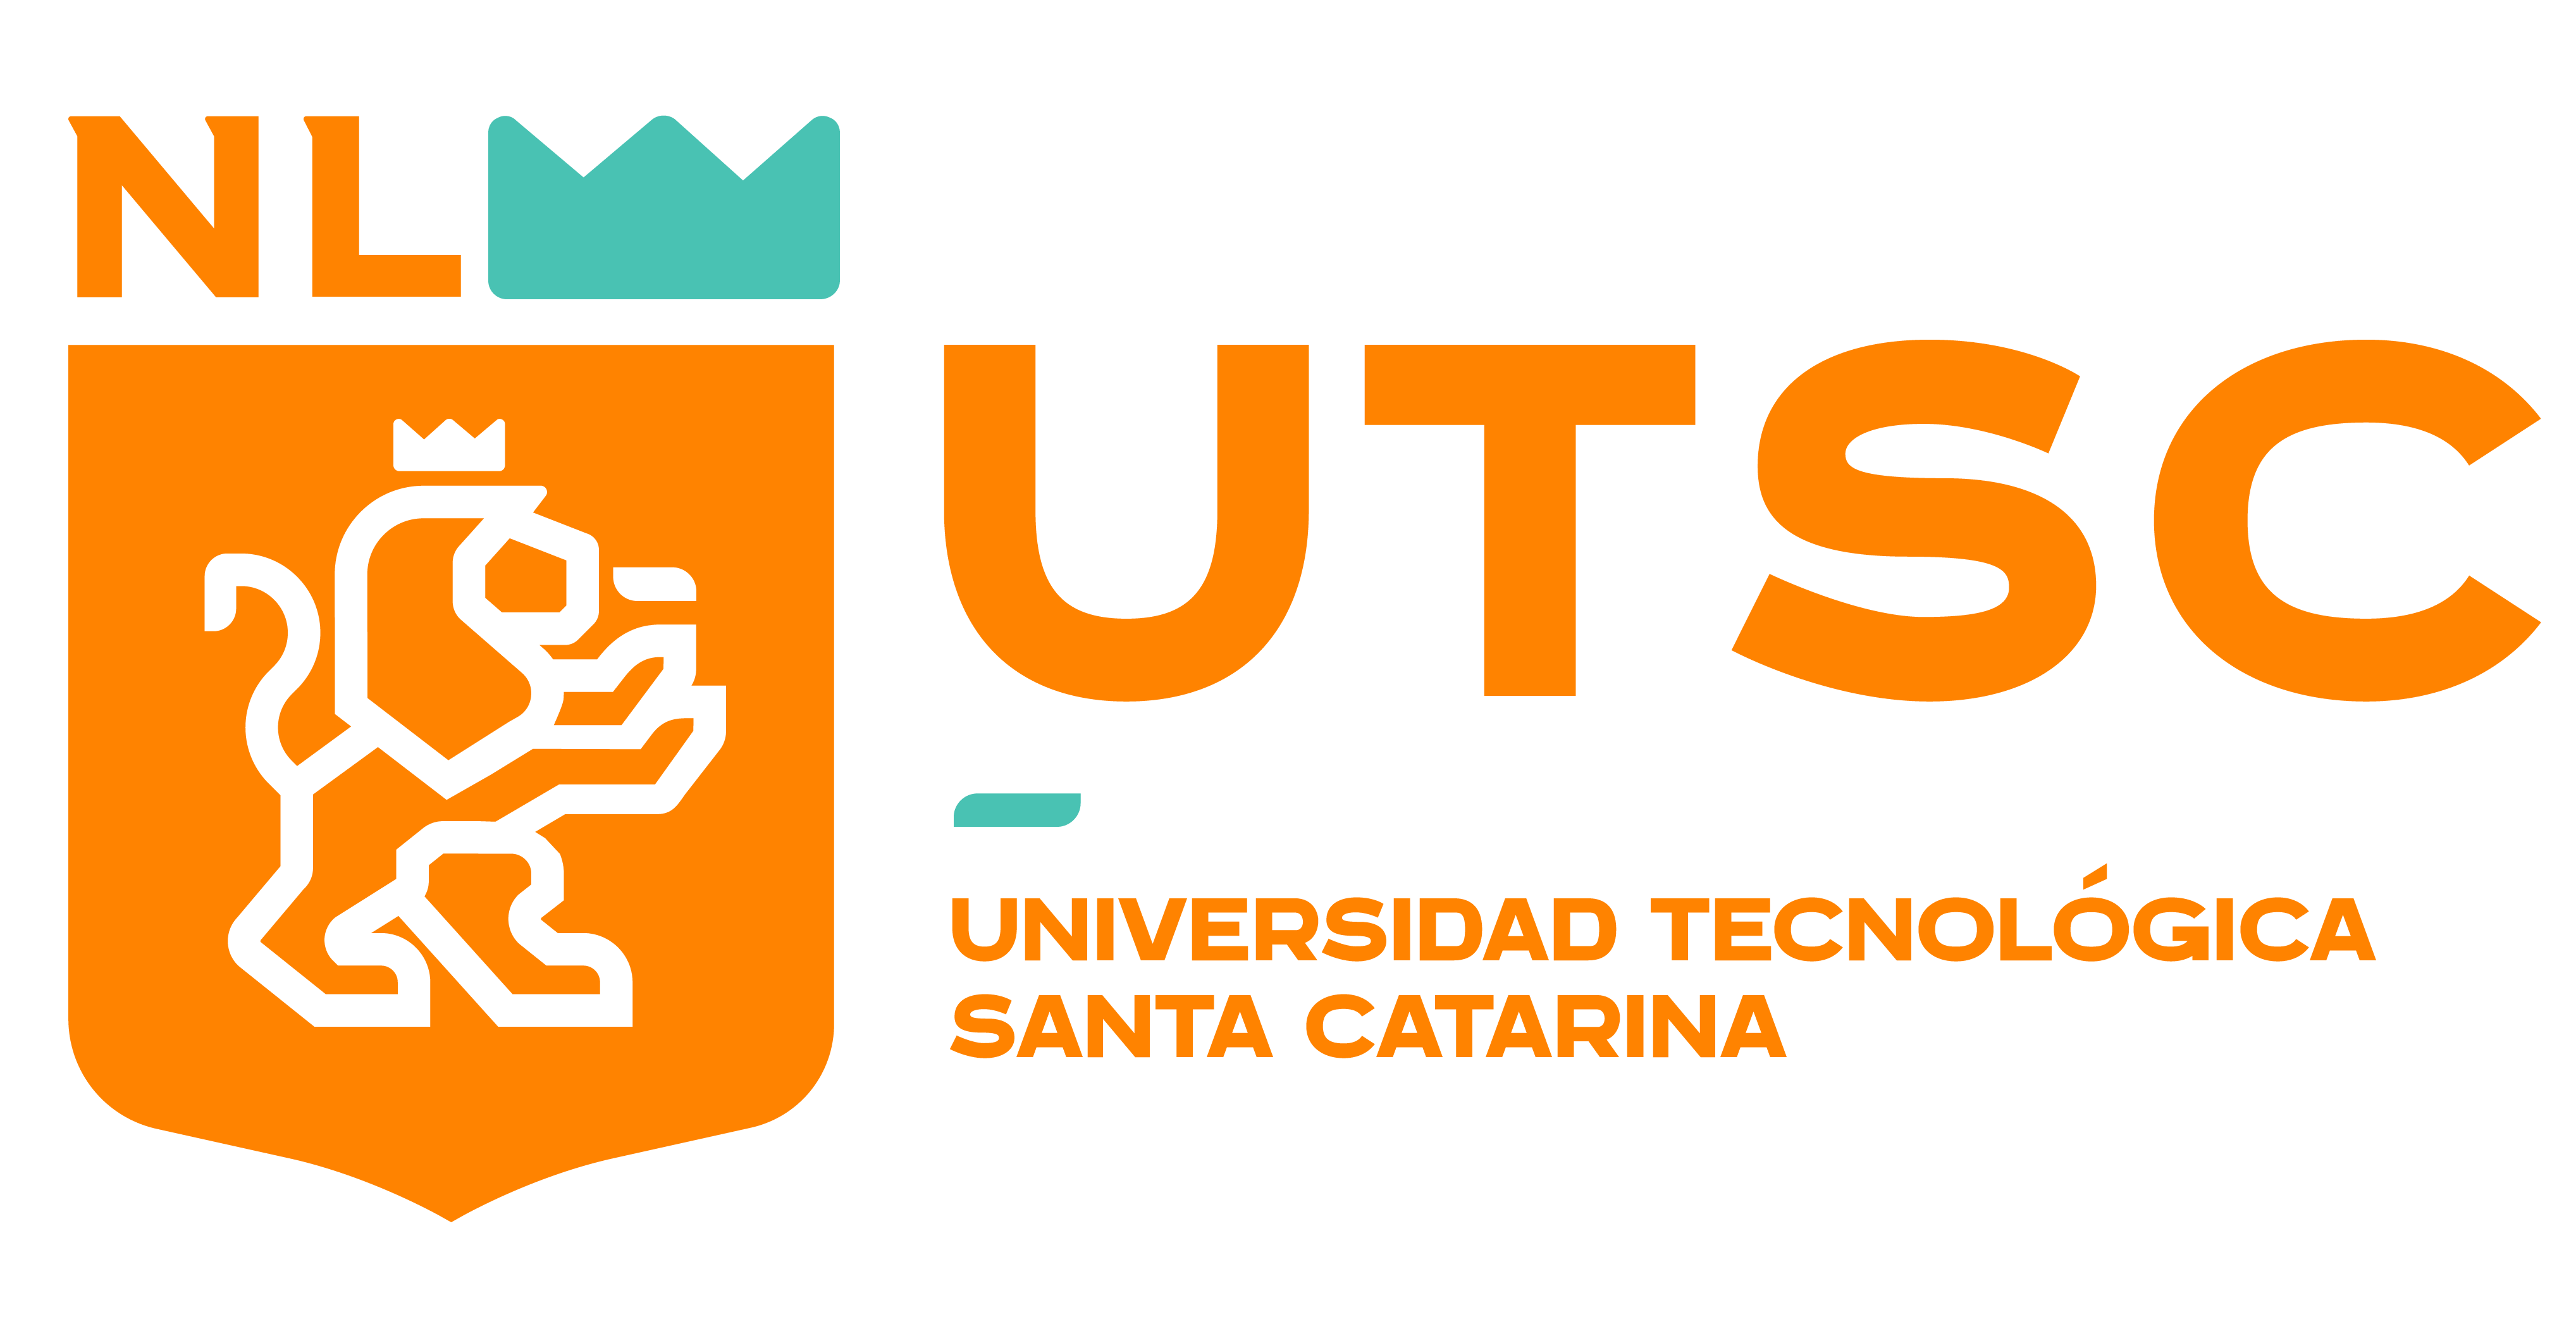 NL
UTSC
UNIVERSIDAD TECNOLÓGICA
SANTA CATARINA